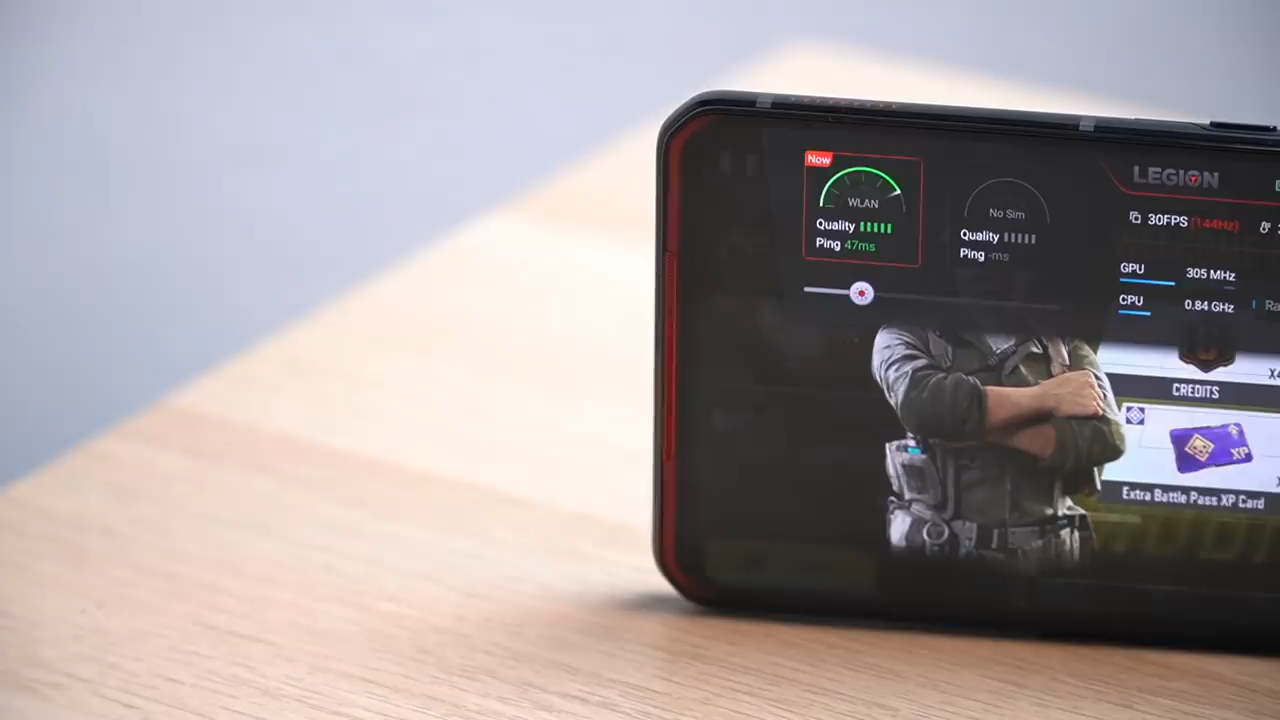 Now
WLAN
Quality
Ping 47ms
No Sim
Quality
Ping -ms
LEGION
30FPS (144Hz)
GPU 305 MHz
CPU 0.84 GHz
Ra
CREDITS
XP
Extra Battle Pass XP Card